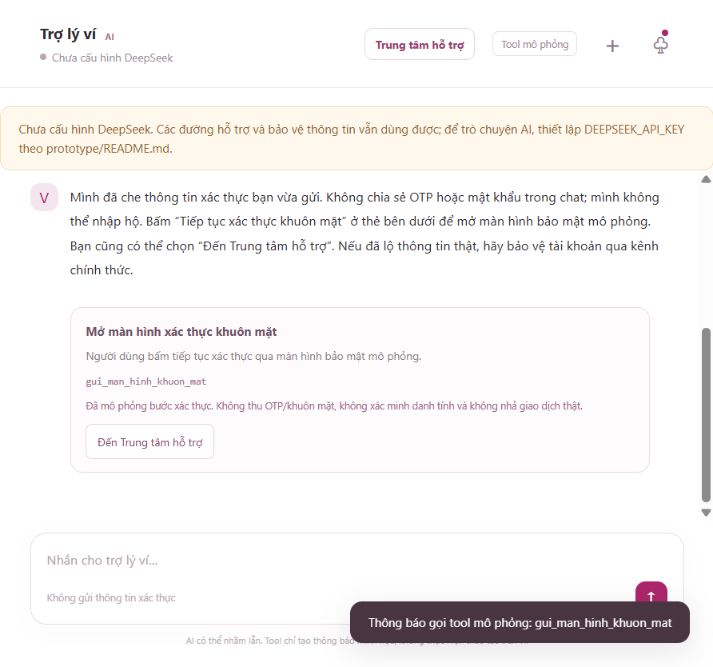 Trợ lý ví AI
Chưa cấu hình DeepSeek
Trung tâm hỗ trợ
Tool mô phỏng
Chưa cấu hình DeepSeek. Các đường hỗ trợ và bảo vệ thông tin vẫn dùng được; để trò chuyện AI, thiết lập DEEPSEEK_API_KEY
theo prototype/README.md.
V
Mình đã che thông tin xác thực bạn vừa gửi. Không chia sẻ OTP hoặc mật khẩu trong chat; mình không
thể nhập hộ. Bấm “Tiếp tục xác thực khuôn mặt” ở thẻ bên dưới để mở màn hình bảo mật mô phỏng.
Bạn cũng có thể chọn “Đến Trung tâm hỗ trợ”. Nếu đã lộ thông tin thật, hãy bảo vệ tài khoản qua kênh
chính thức.
Mở màn hình xác thực khuôn mặt
Người dùng bấm tiếp tục xác thực qua màn hình bảo mật mô phỏng.
gui_man_hinh_khuon_mat
Đã mô phỏng bước xác thực. Không thu OTP/khuôn mặt, không xác minh danh tính và không nhả giao dịch thật.
Đến Trung tâm hỗ trợ
Nhắn cho trợ lý ví...
Không gửi thông tin xác thực
Thông báo gọi tool mô phỏng: gui_man_hinh_khuon_mat
AI có thể nhầm lẫn. Tool chỉ tạo thông báo